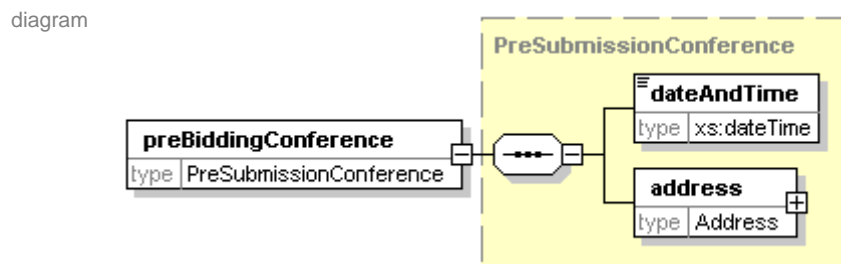 diagram
PreSubmissionConference
dateAndTime
type xs:dateTime
preBiddingConference
type PreSubmissionConference
address
type Address